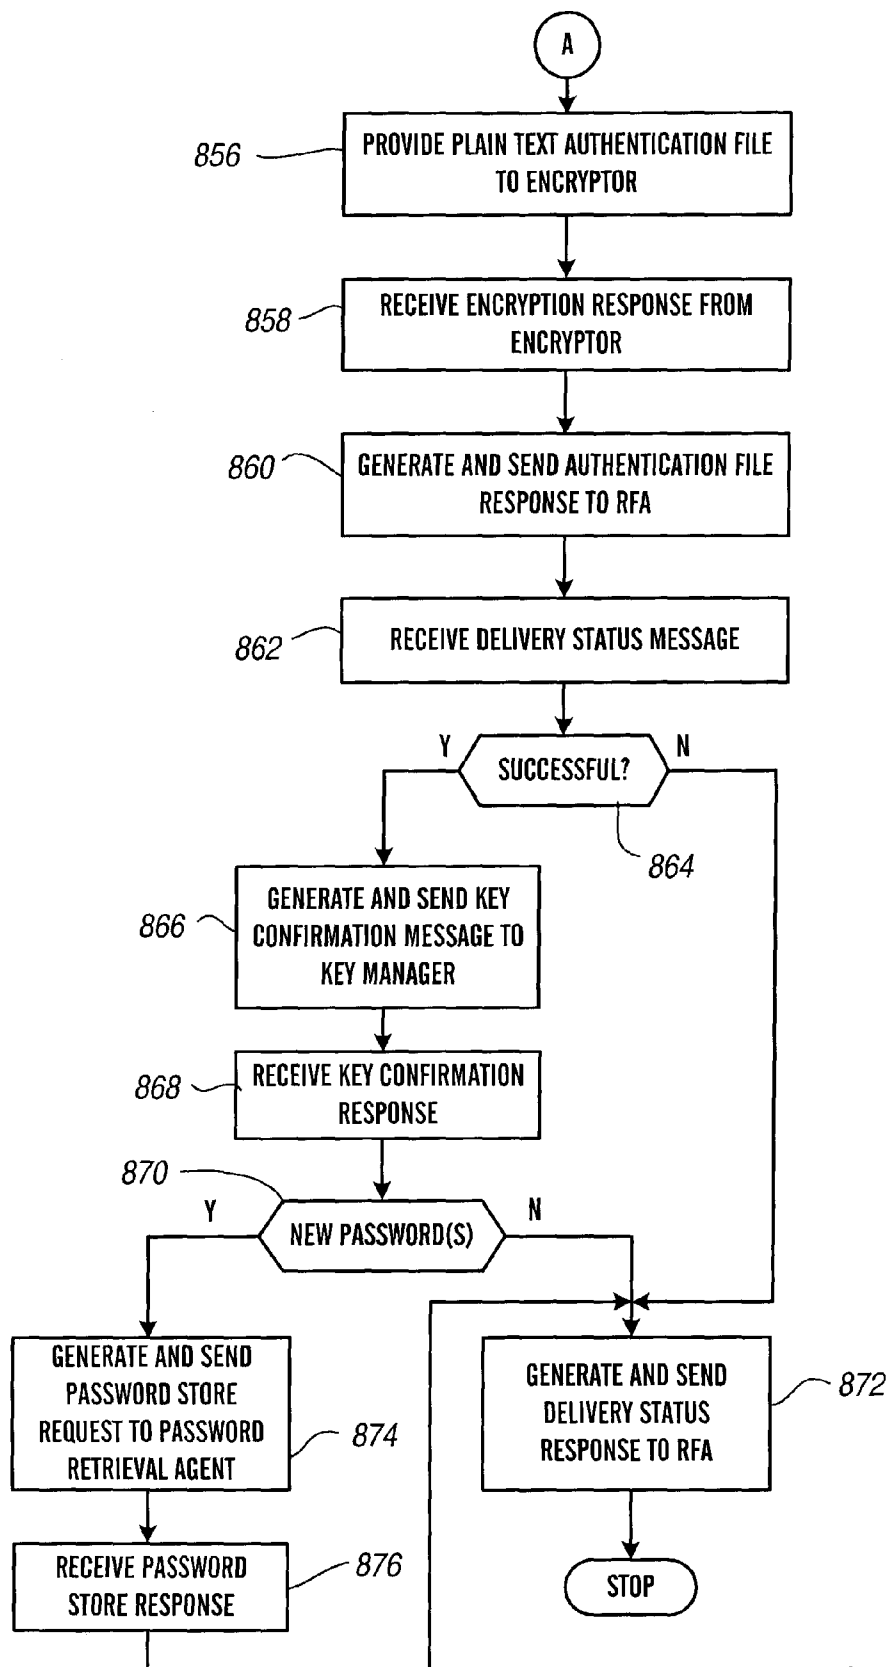 A
856
PROVIDE PLAIN TEXT AUTHENTICATION FILE
TO ENCRYPTOR
858
RECEIVE ENCRYPTION RESPONSE FROM
ENCRYPTOR
860
GENERATE AND SEND AUTHENTICATION FILE
RESPONSE TO RFA
862
RECEIVE DELIVERY STATUS MESSAGE
Y
SUCCESSFUL?
N
864
866
GENERATE AND SEND KEY
CONFIRMATION MESSAGE TO
KEY MANAGER
868
RECEIVE KEY CONFIRMATION
RESPONSE
870
Y
NEW PASSWORD(S)
N
GENERATE AND SEND
PASSWORD STORE
REQUEST TO PASSWORD
RETRIEVAL AGENT
874
GENERATE AND SEND
DELIVERY STATUS
RESPONSE TO RFA
872
RECEIVE PASSWORD
STORE RESPONSE
876
STOP